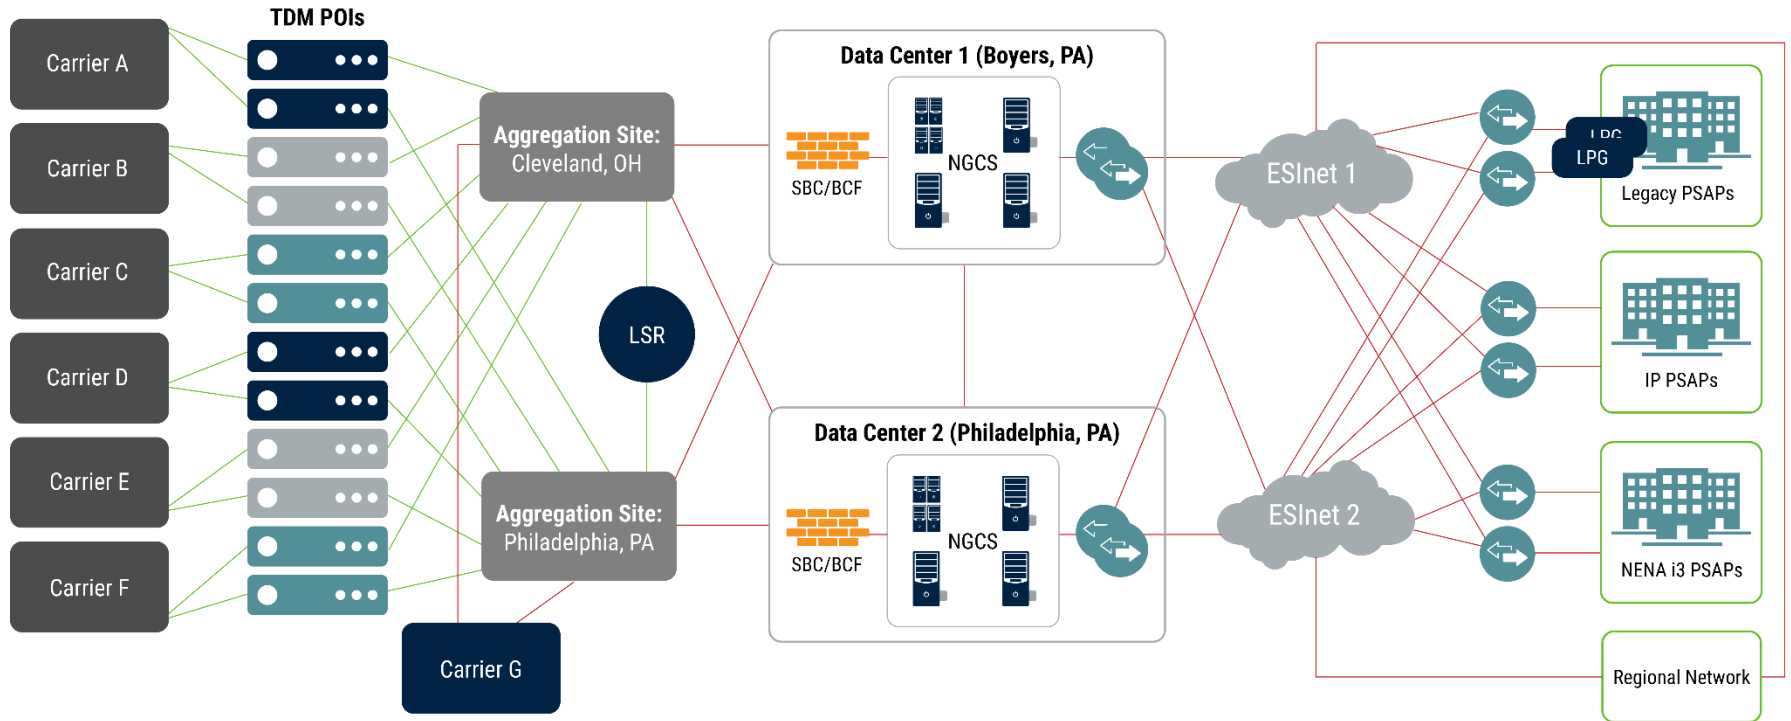 TDM POIs
Carrier A
Carrier B
Carrier C
Carrier D
Carrier E
Carrier F
Carrier G
Aggregation Site:
Cleveland, OH
LSR
Aggregation Site:
Philadelphia, PA
Data Center 1 (Boyers, PA)
SBC/BCF
NGCS
Data Center 2 (Philadelphia, PA)
SBC/BCF
NGCS
ESInet 1
ESInet 2
LPG
LPG
Legacy PSAPs
IP PSAPs
NENA i3 PSAPs
Regional Network